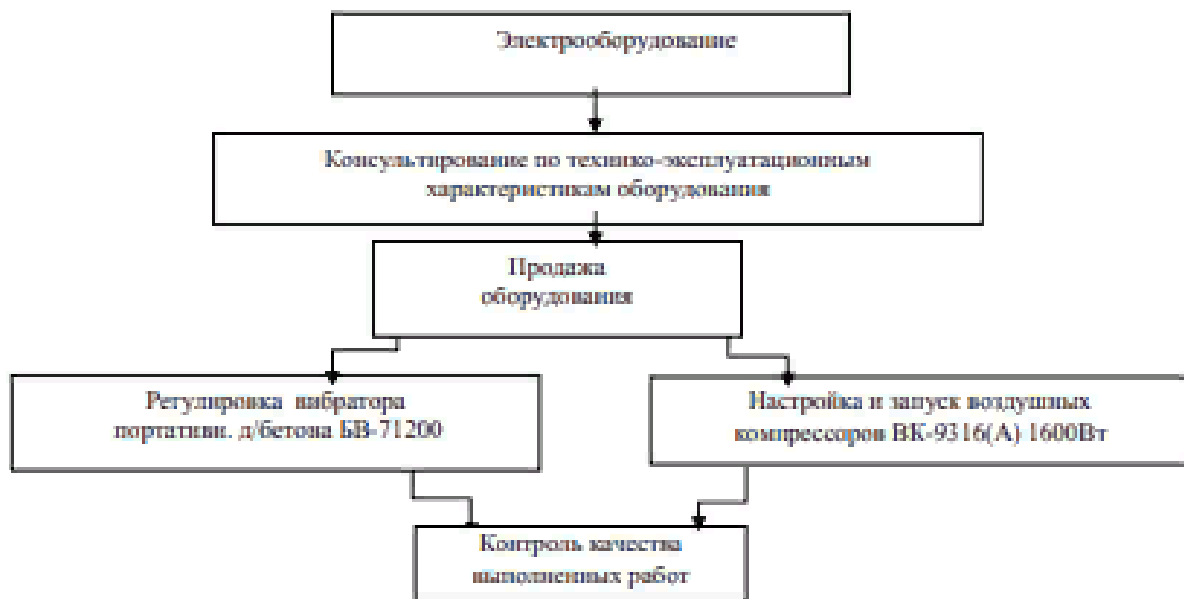 Электрооборудование
Консультирование по технико-эксплуатационным
характеристикам оборудования
Продажа
оборудования
Регулировка вибратора
портативн. д/бетона БВ-71200
Настройка и запуск воздушных
компрессоров ВК-9316(А) 1600Вт
Контроль качества
выполненных работ